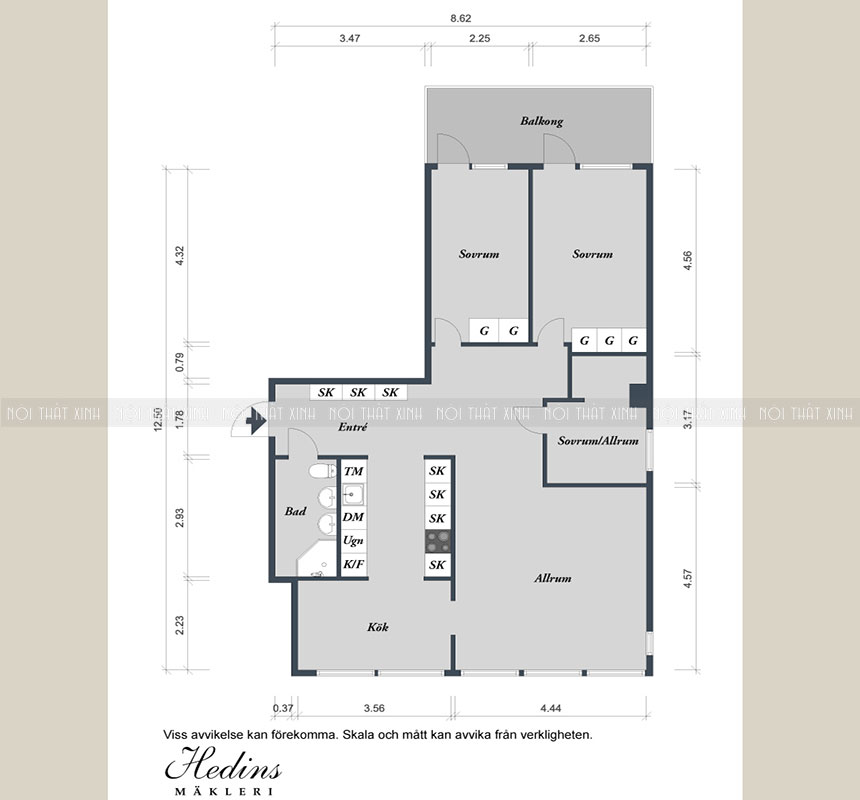 8.62
3.47 2.25 2.65
Balkong
4.32
4.56
Sovrum Sovrum
G G
G G G
0.79
SK SK SK
NỘI THẤT XINH NỘI THẤT XINH NỘI THẤT XINH NỘI THẤT XINH NỘI THẤT XINH NỘI THẤT XINH NỘI THẤT XINH NỘI THẤT XINH
12.50
1.78
3.17
Entré
Sovrum/Allrum
TM SK
SK
Bad
DM SK
Ugn
K/F SK
2.93
Allrum
4.57
2.23
Kök
0.37 3.56 4.44
Viss avvikelse kan förekomma. Skala och mått kan avvika från verkligheten.
Hedins
MÄKLERI